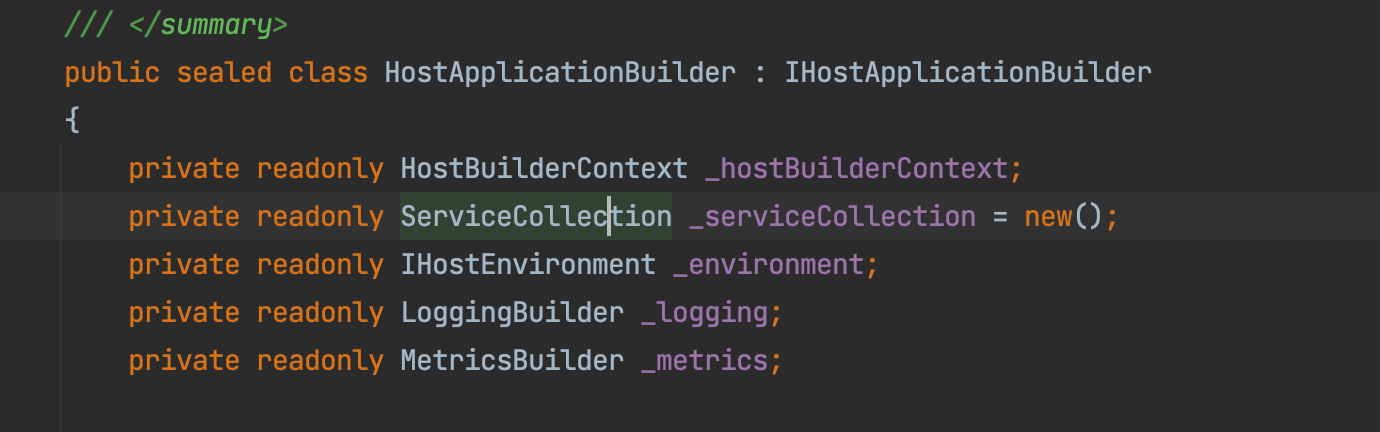 /// </summary>
public sealed class HostApplicationBuilder : IHostApplicationBuilder
{
private readonly HostBuilderContext _hostBuilderContext;
private readonly ServiceCollection _serviceCollection = new();
private readonly IHostEnvironment _environment;
private readonly LoggingBuilder _logging;
private readonly MetricsBuilder _metrics;